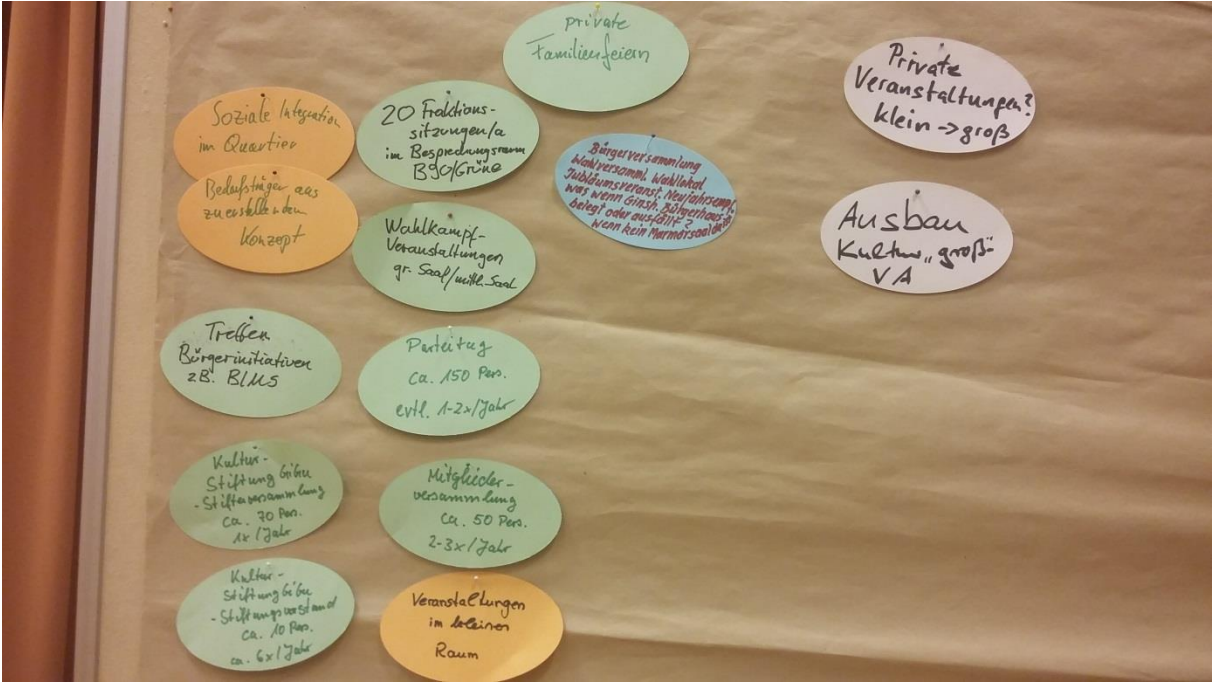 private
Familienfeiern
Private
Veranstaltungen?
klein -> groß
Soziale Integration
im Quartier
20 Fraktions-
sitzungen/a
im Besprechungsraum
B90/Grüne
Bürgerversammlung
Wahlversamml. Wahllokal
Jubiläumsveranst. Neujahrsempf.
was wenn Ginsh. Bürgerhaus
belegt oder ausfällt?
wenn kein Marmorsaal
Bedarfsträger aus
zu erstellendem
Konzept
Wahlkampf-
Veranstaltungen
gr. Saal/mittl. Saal
Ausbau
Kultur "groß"-
VA
Treffen
Bürgerinitiativen
z.B. BI
Parteitag
ca. 150 Pers.
evtl. 1-2x/Jahr
Kultur-
Stiftung GiGu
- Stifterversammlung
ca. 70 Pers.
1x/Jahr
Mitglieder-
versammlung
ca. 50 Pers.
2-3x/Jahr
Kultur-
Stiftung GiGu
- Stiftungsvorstand
ca. 10 Pers.
ca. 6x/Jahr
Veranstaltungen
im kleinen
Raum